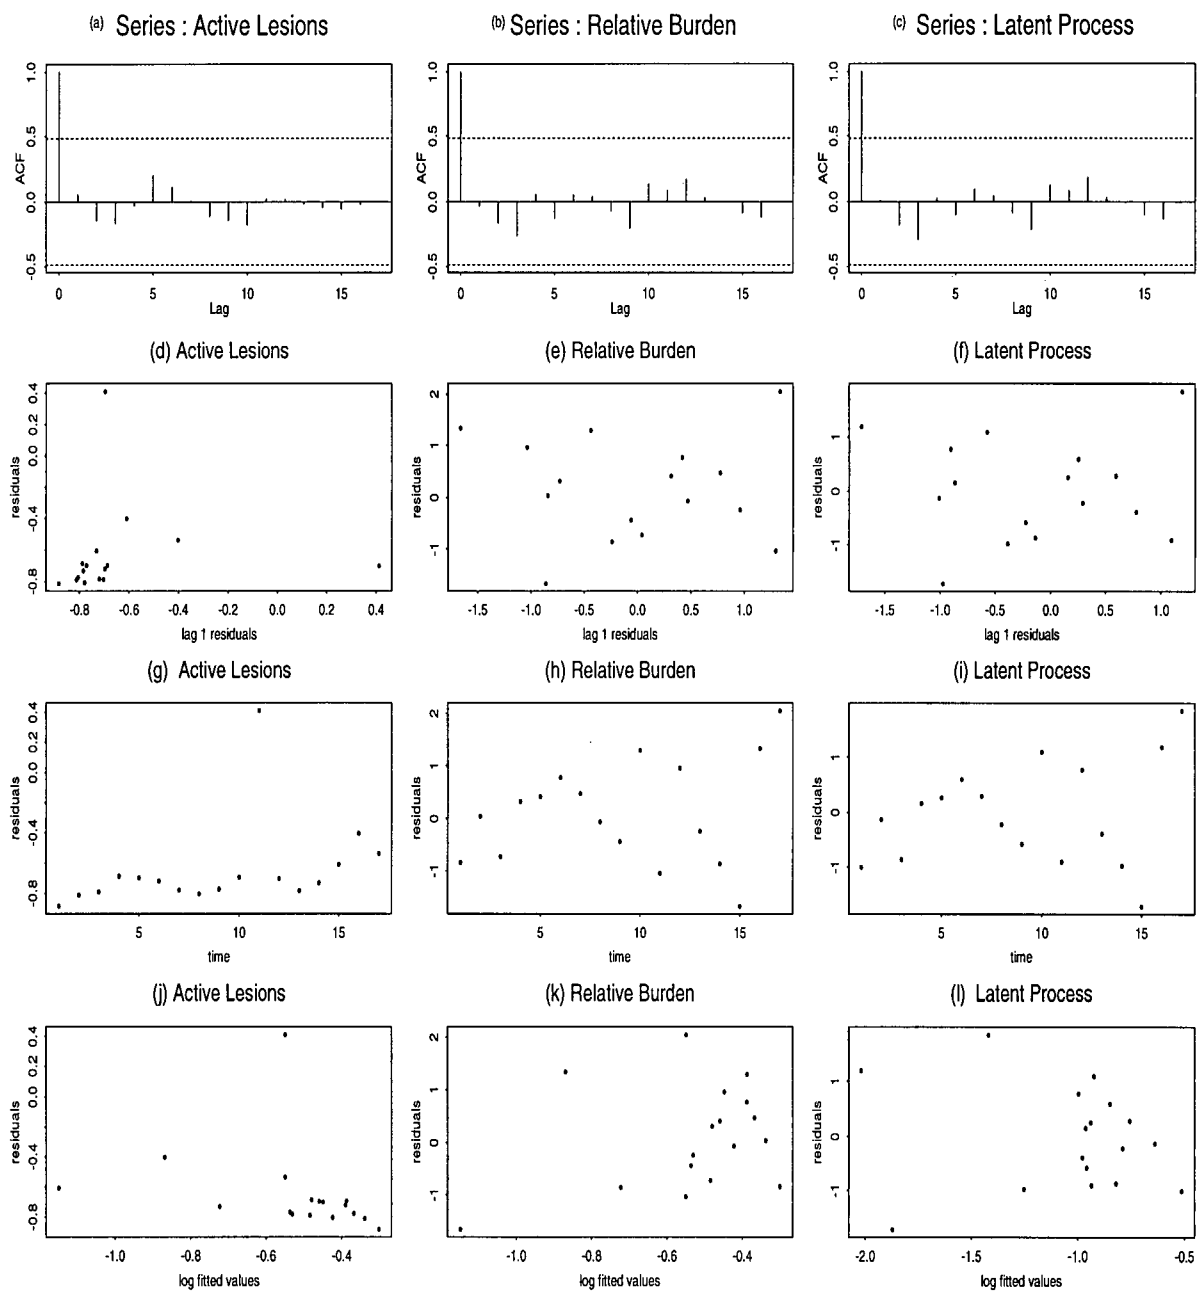 (a) Series : Active Lesions
(b) Series : Relative Burden
(c) Series : Latent Process
ACF
-0.5 0.0 0.5 1.0
0 5 10 15
Lag
ACF
-0.5 0.0 0.5 1.0
0 5 10 15
Lag
ACF
-0.5 0.0 0.5 1.0
0 5 10 15
Lag
(d) Active Lesions
(e) Relative Burden
(f) Latent Process
residuals
-0.8 -0.4 0.0 0.2 0.4
-0.8 -0.6 -0.4 -0.2 0.0 0.2 0.4
lag 1 residuals
residuals
-1 0 1 2
-1.5 -1.0 -0.5 0.0 0.5 1.0
lag 1 residuals
residuals
-1 0 1
-1.5 -1.0 -0.5 0.0 0.5 1.0
lag 1 residuals
(g) Active Lesions
(h) Relative Burden
(i) Latent Process
residuals
-0.8 -0.4 0.0 0.2 0.4
5 10 15
time
residuals
-1 0 1 2
5 10 15
time
residuals
-1 0 1
5 10 15
time
(j) Active Lesions
(k) Relative Burden
(l) Latent Process
residuals
-0.8 -0.4 0.0 0.2 0.4
-1.0 -0.8 -0.6 -0.4
log fitted values
residuals
-1 0 1 2
-1.0 -0.8 -0.6 -0.4
log fitted values
residuals
-1 0 1
-2.0 -1.5 -1.0 -0.5
log fitted values